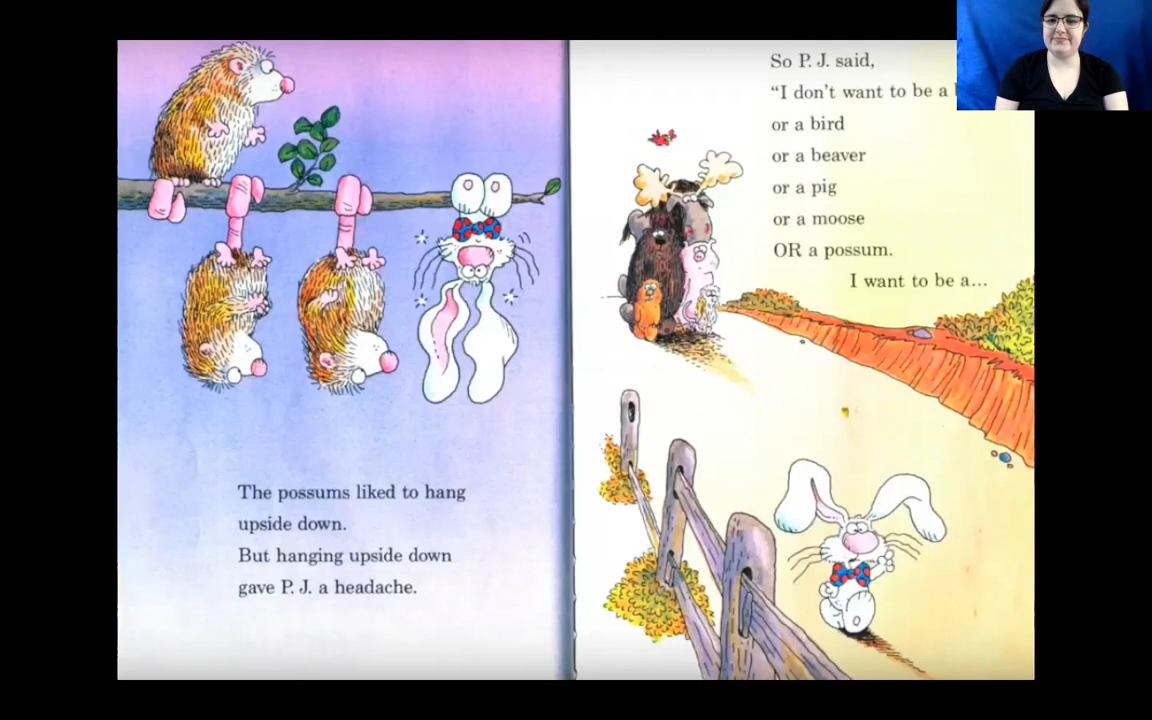 The possums liked to hang
upside down.
But hanging upside down
gave P. J. a headache.
So P. J. said,
"I don't want to be a
or a bird
or a beaver
or a pig
or a moose
OR a possum.
I want to be a...